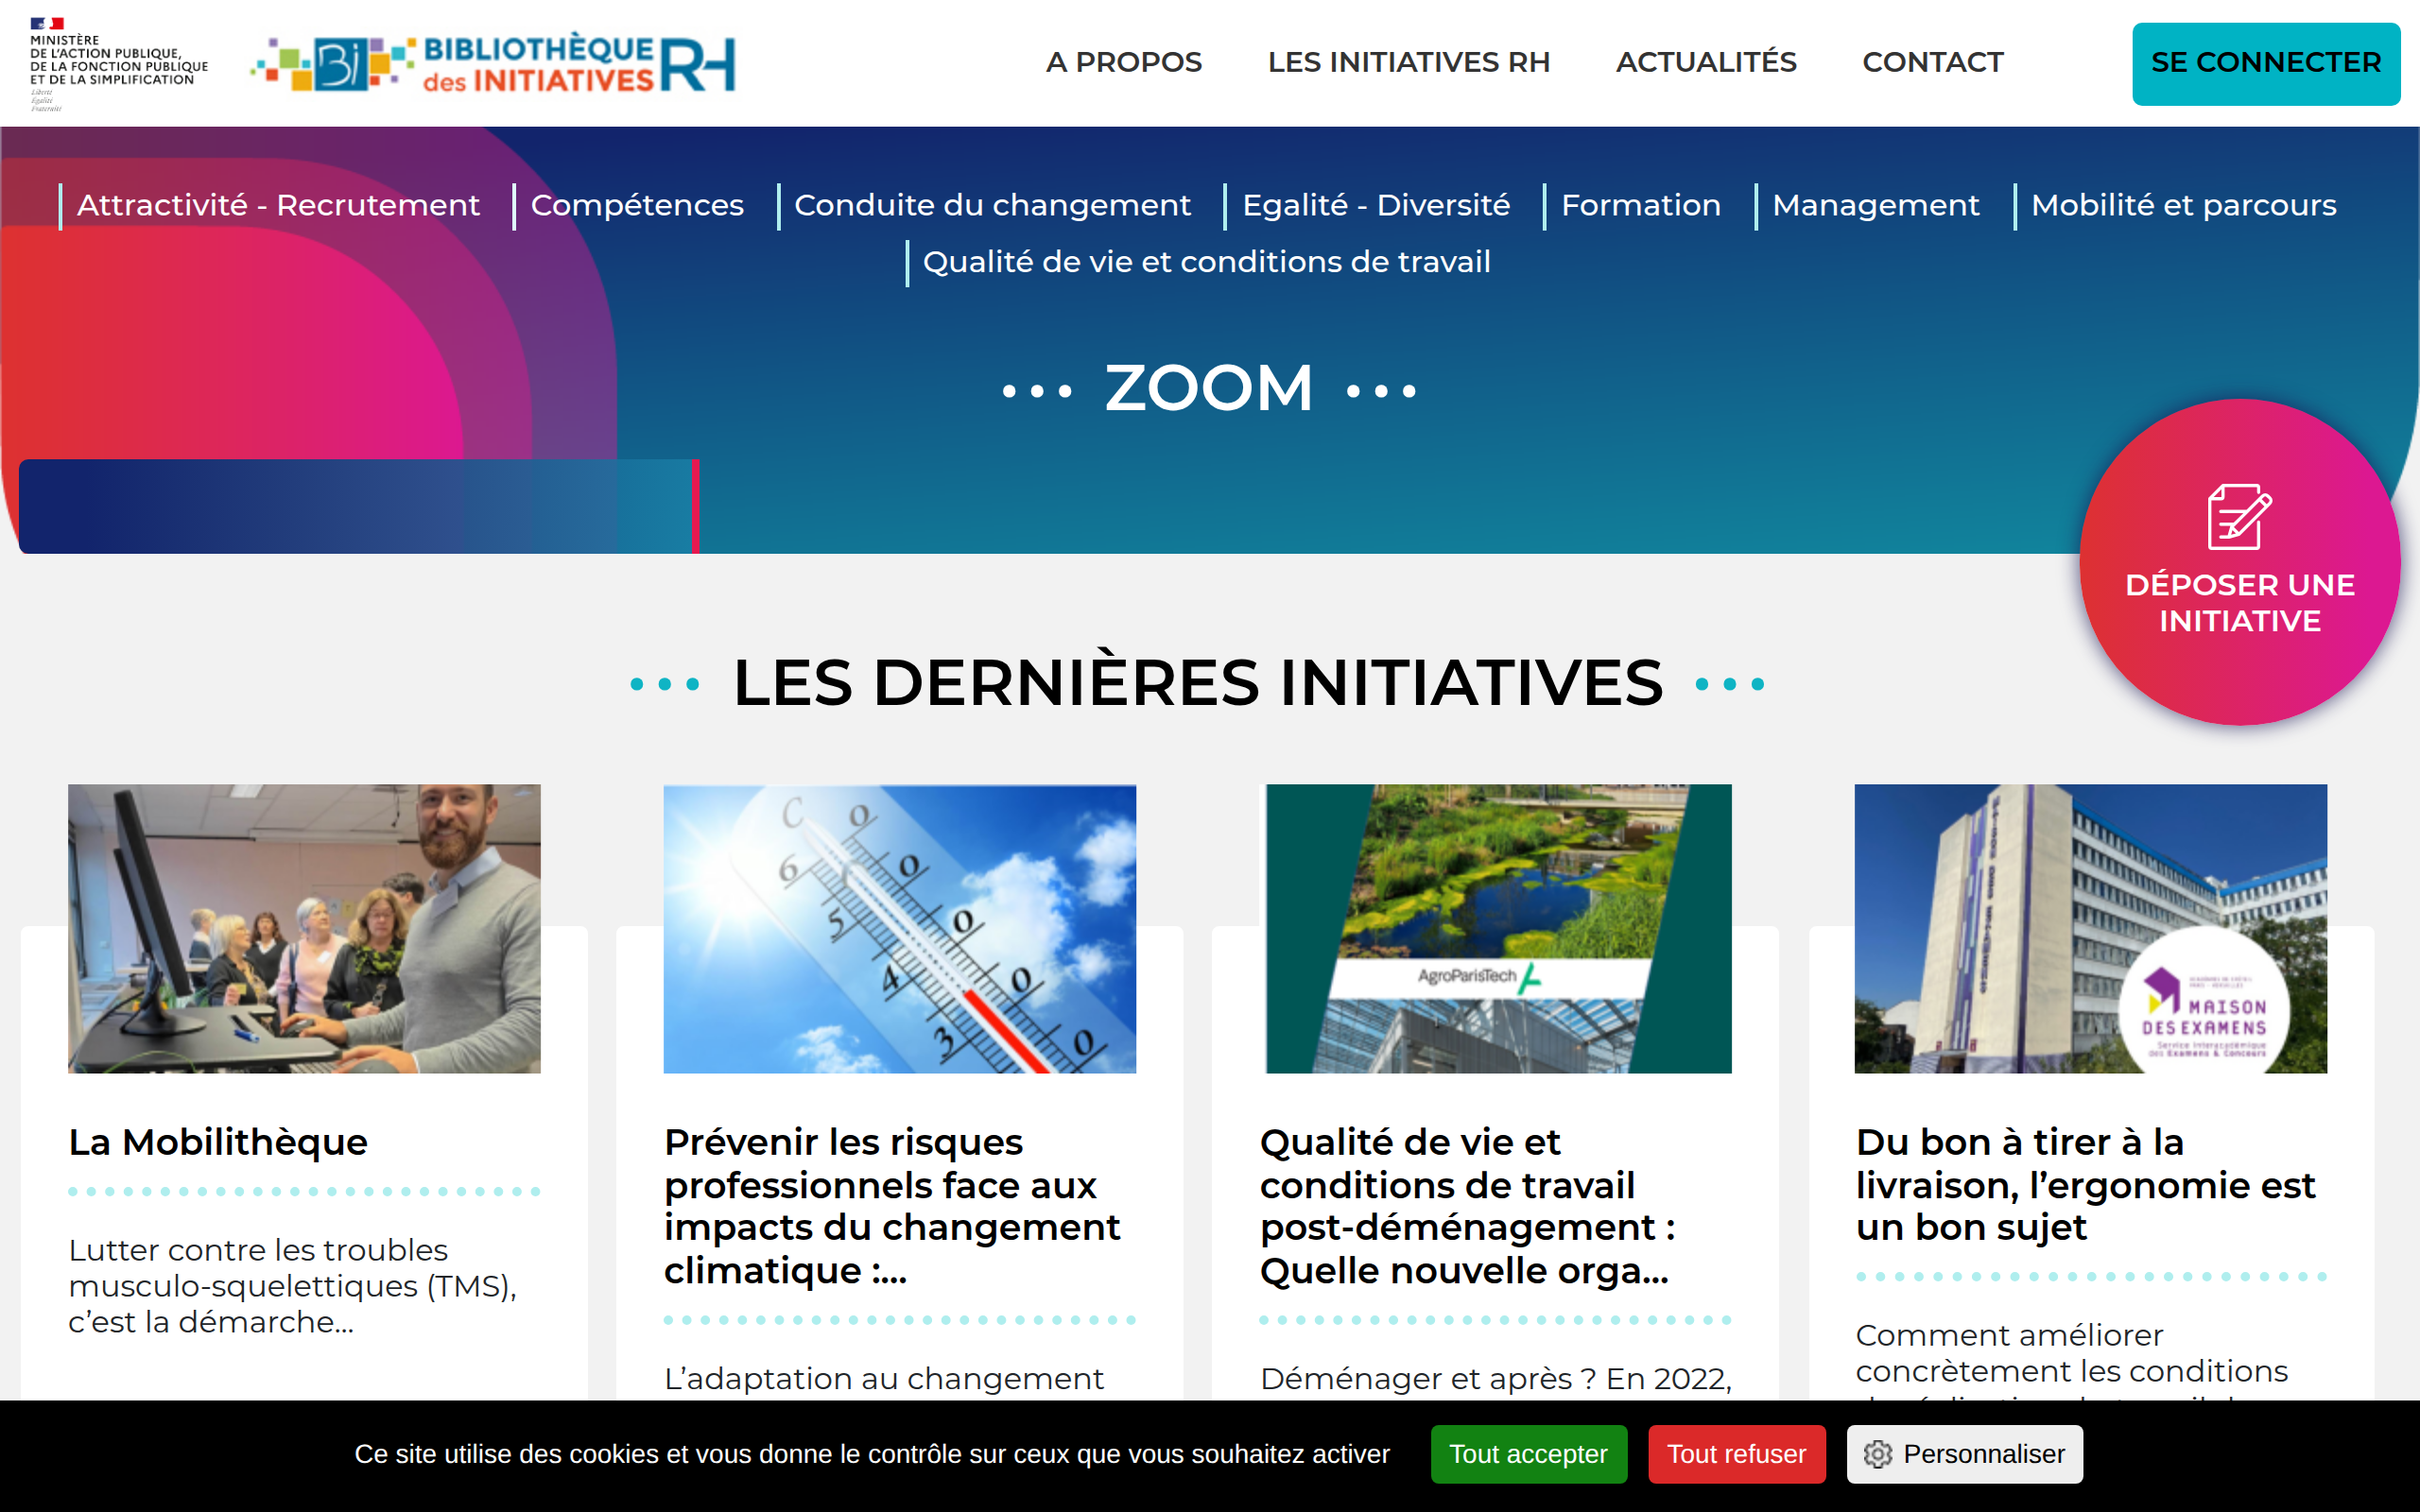 MINISTÈRE
DE L'ACTION PUBLIQUE,
DE LA FONCTION PUBLIQUE
ET DE LA SIMPLIFICATION
Liberté
Égalité
Fraternité
Bi BIBLIOTHÈQUE
des INITIATIVES RH
A PROPOS LES INITIATIVES RH ACTUALITÉS CONTACT SE CONNECTER
Attractivité - Recrutement Compétences Conduite du changement Egalité - Diversité Formation Management Mobilité et parcours
Qualité de vie et conditions de travail
ZOOM
DÉPOSER UNE
INITIATIVE
LES DERNIÈRES INITIATIVES
AgroParisTech
MAISON
DES EXAMENS
Service Interacadémique
des Examens & Concours
La Mobilithèque
Lutter contre les troubles
musculo-squelettiques (TMS),
c’est la démarche...
Prévenir les risques
professionnels face aux
impacts du changement
climatique :...
L’adaptation au changement
Qualité de vie et
conditions de travail
post-déménagement :
Quelle nouvelle orga...
Déménager et après ? En 2022,
Du bon à tirer à la
livraison, l’ergonomie est
un bon sujet
Comment améliorer
concrètement les conditions
Ce site utilise des cookies et vous donne le contrôle sur ceux que vous souhaitez activer Tout accepter Tout refuser Personnaliser